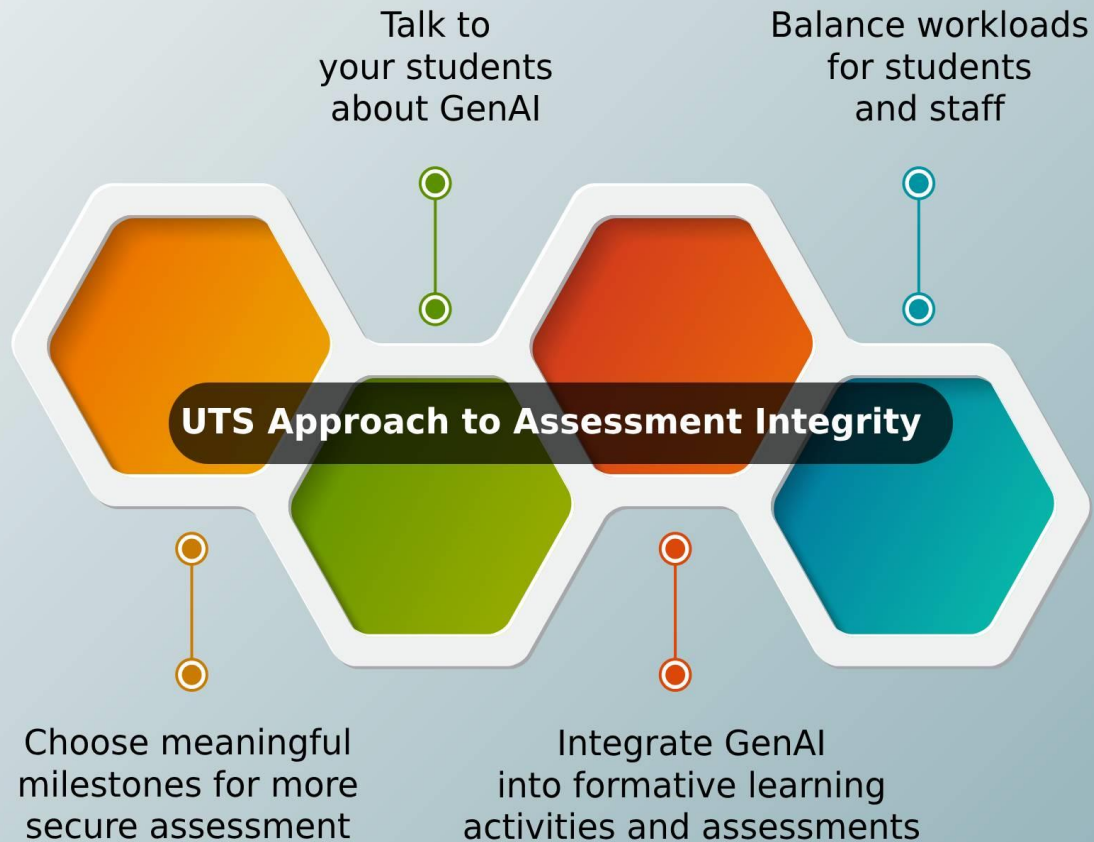 Talk to
your students
about GenAI
Balance workloads
for students
and staff
UTS Approach to Assessment Integrity
Choose meaningful
milestones for more
secure assessment
Integrate GenAI
into formative learning
activities and assessments